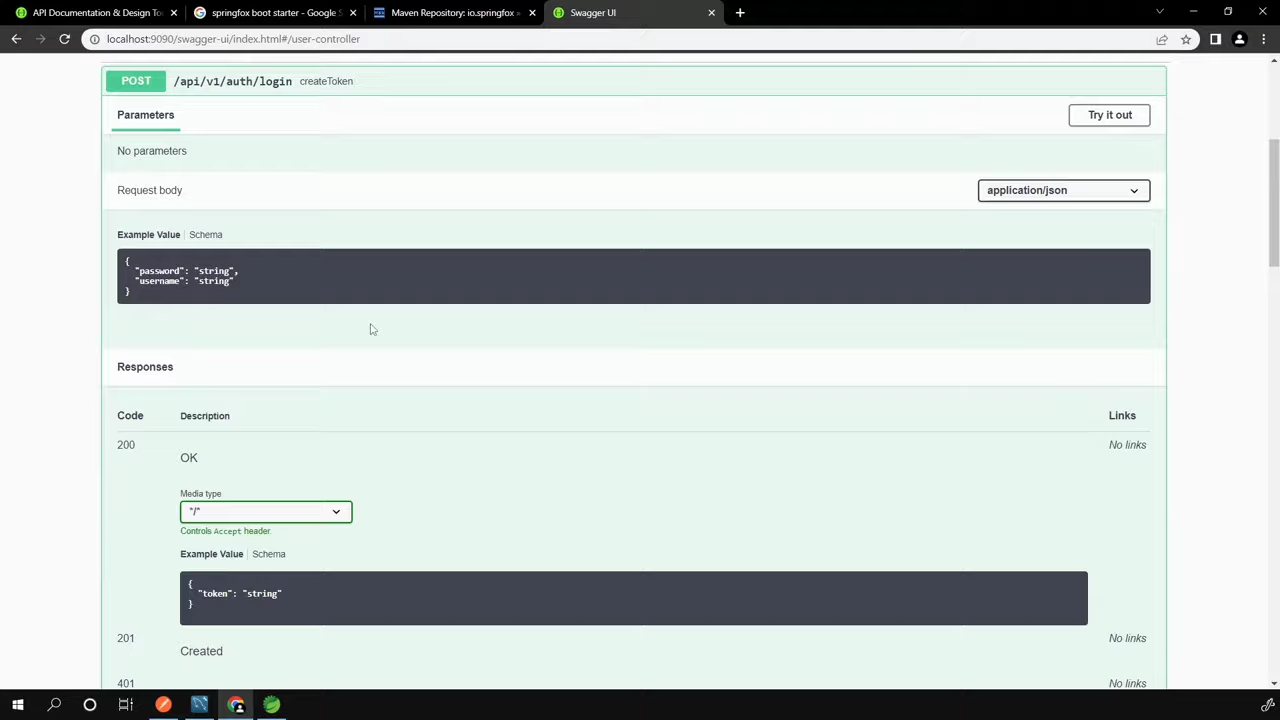 API Documentation & Design To
springfox boot starter - Google S
Maven Repository: io.springfox »
Swagger UI
localhost:9090/swagger-ui/index.html#/user-controller
POST /api/v1/auth/login createToken
Parameters
Try it out
No parameters
Request body
application/json
Example Value Schema
{
"password": "string",
"username": "string"
}
Responses
Code Description Links
200 No links
OK
Media type
*/*
Controls Accept header.
Example Value Schema
{
"token": "string"
}
201 No links
Created
401 No links